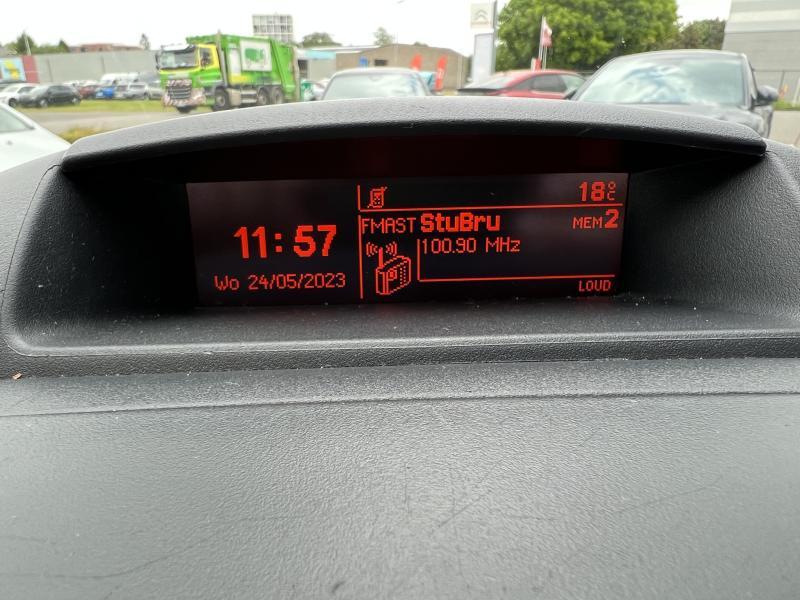 11:57
Wo 24/05/2023
18°C
FMAST StuBru MEM 2
100.90 MHz
LOUD